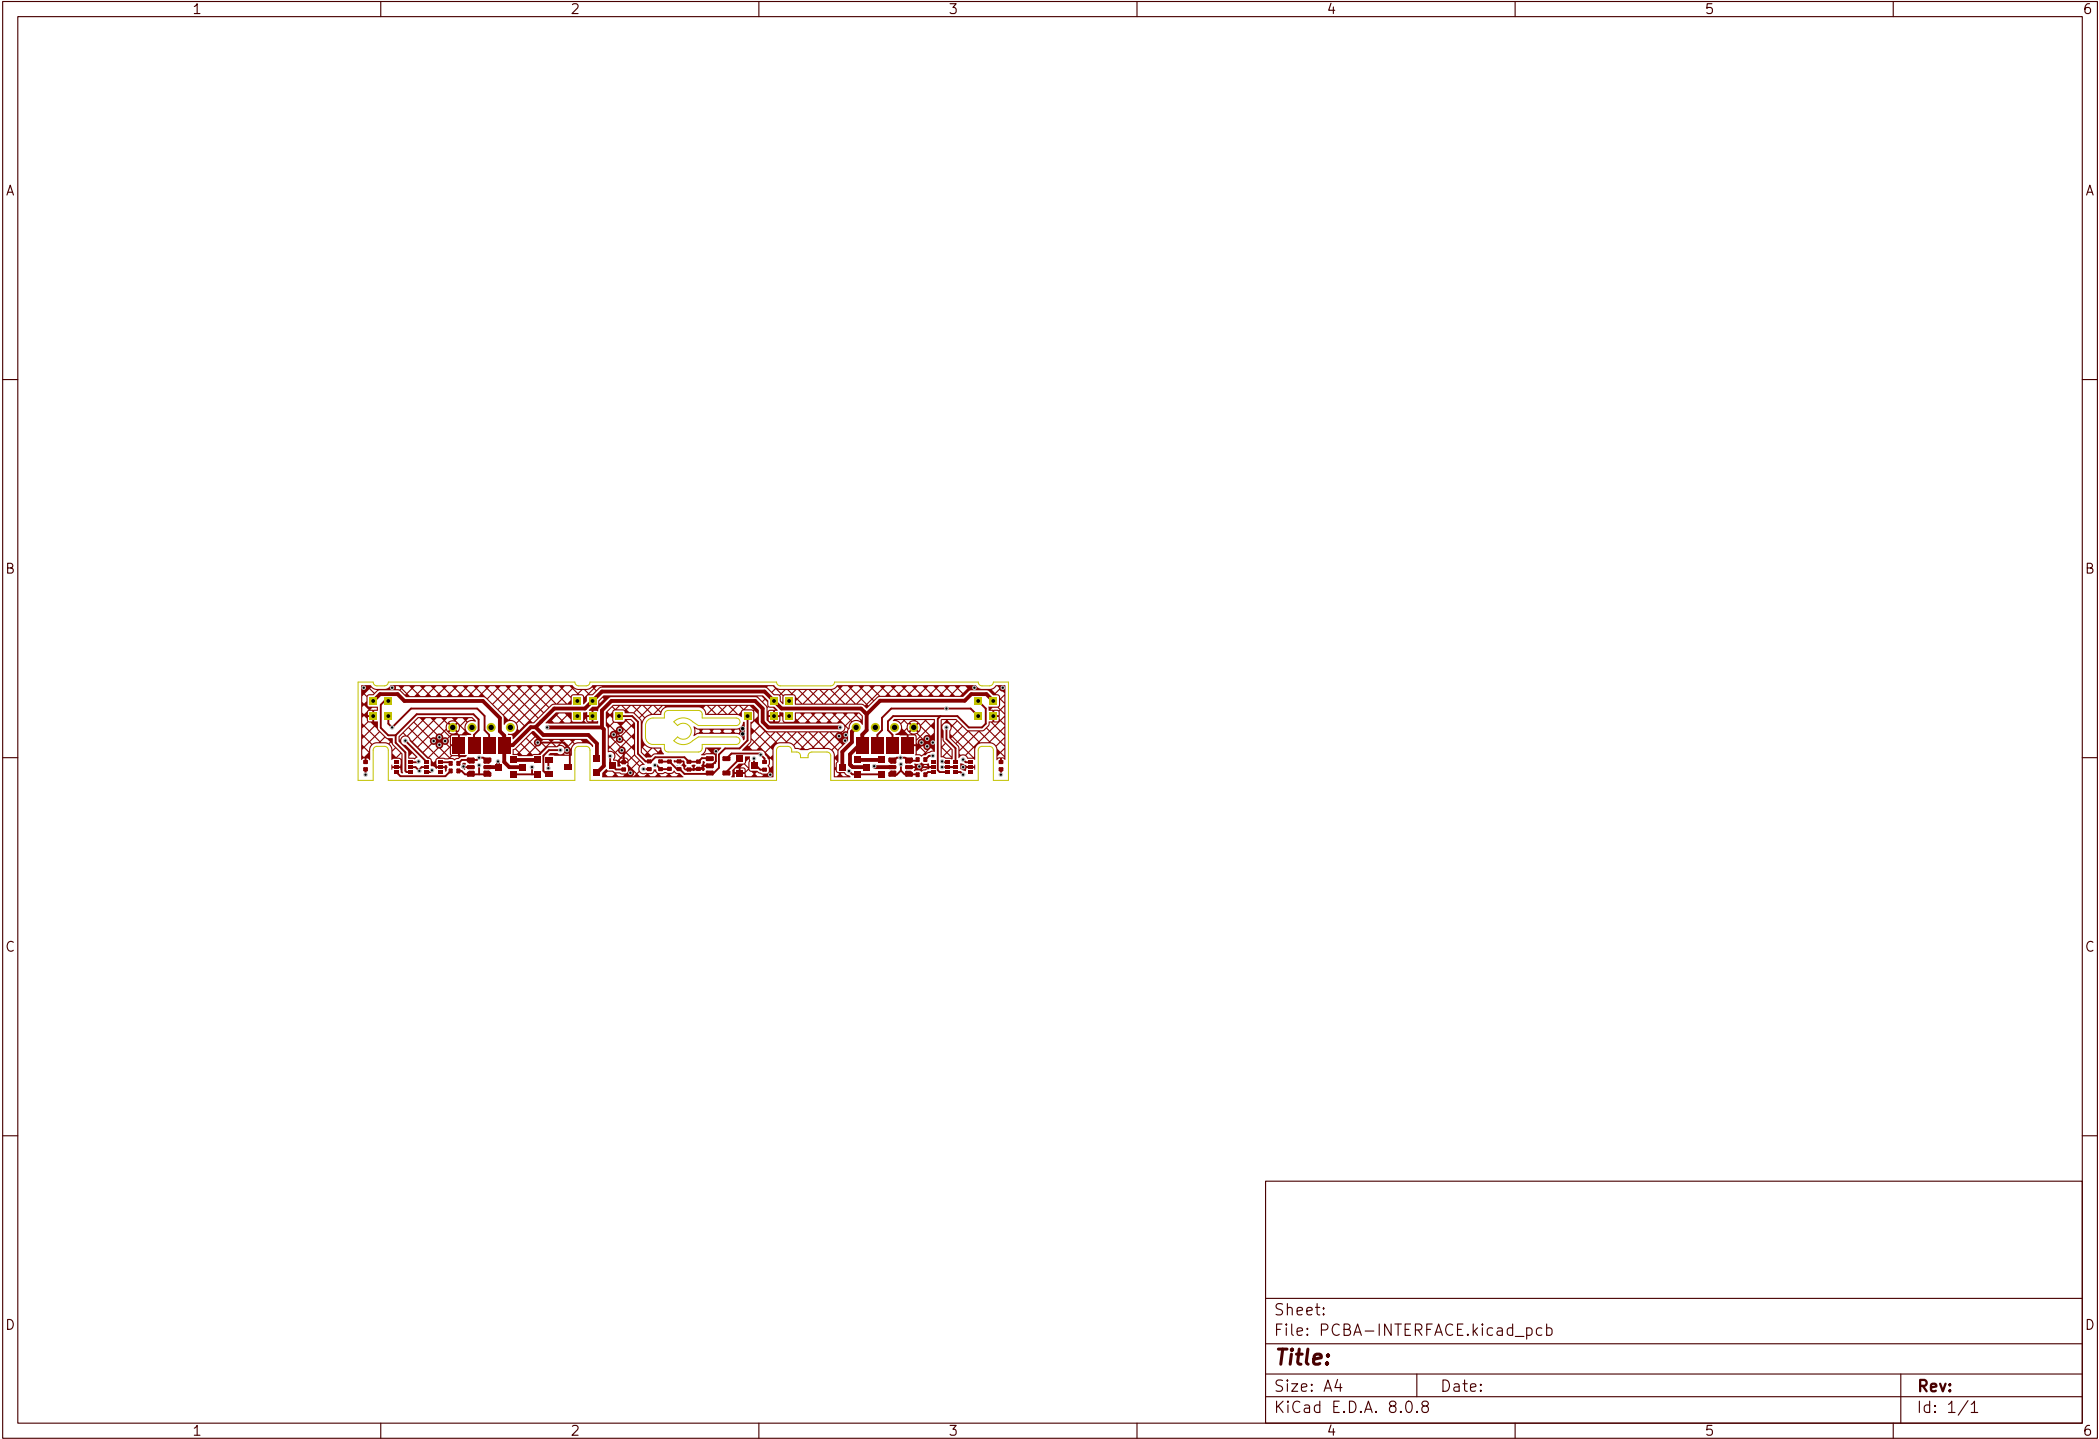 1 2 3 4 5 6
A A
B B
C C
D D
Sheet:
File: PCBA-INTERFACE.kicad_pcb
Title:
Size: A4 Date: Rev:
KiCad E.D.A. 8.0.8 Id: 1/1
1 2 3 4 5 6